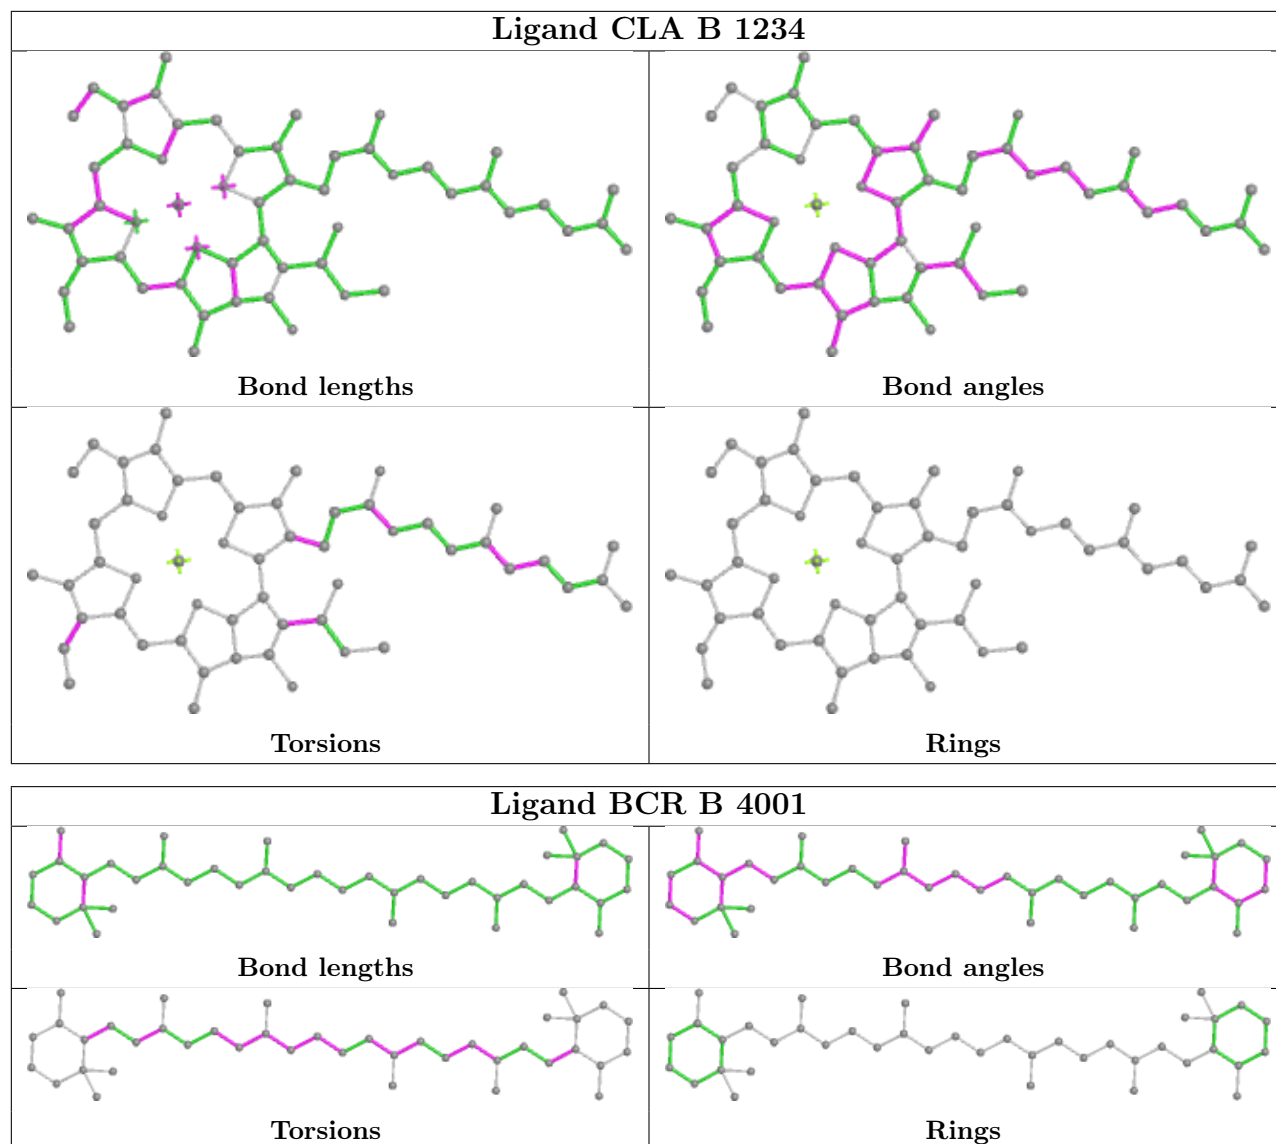 Ligand CLA B 1234
Bond lengths
Bond angles
Torsions
Rings
Ligand BCR B 4001
Bond lengths
Bond angles
Torsions
Rings